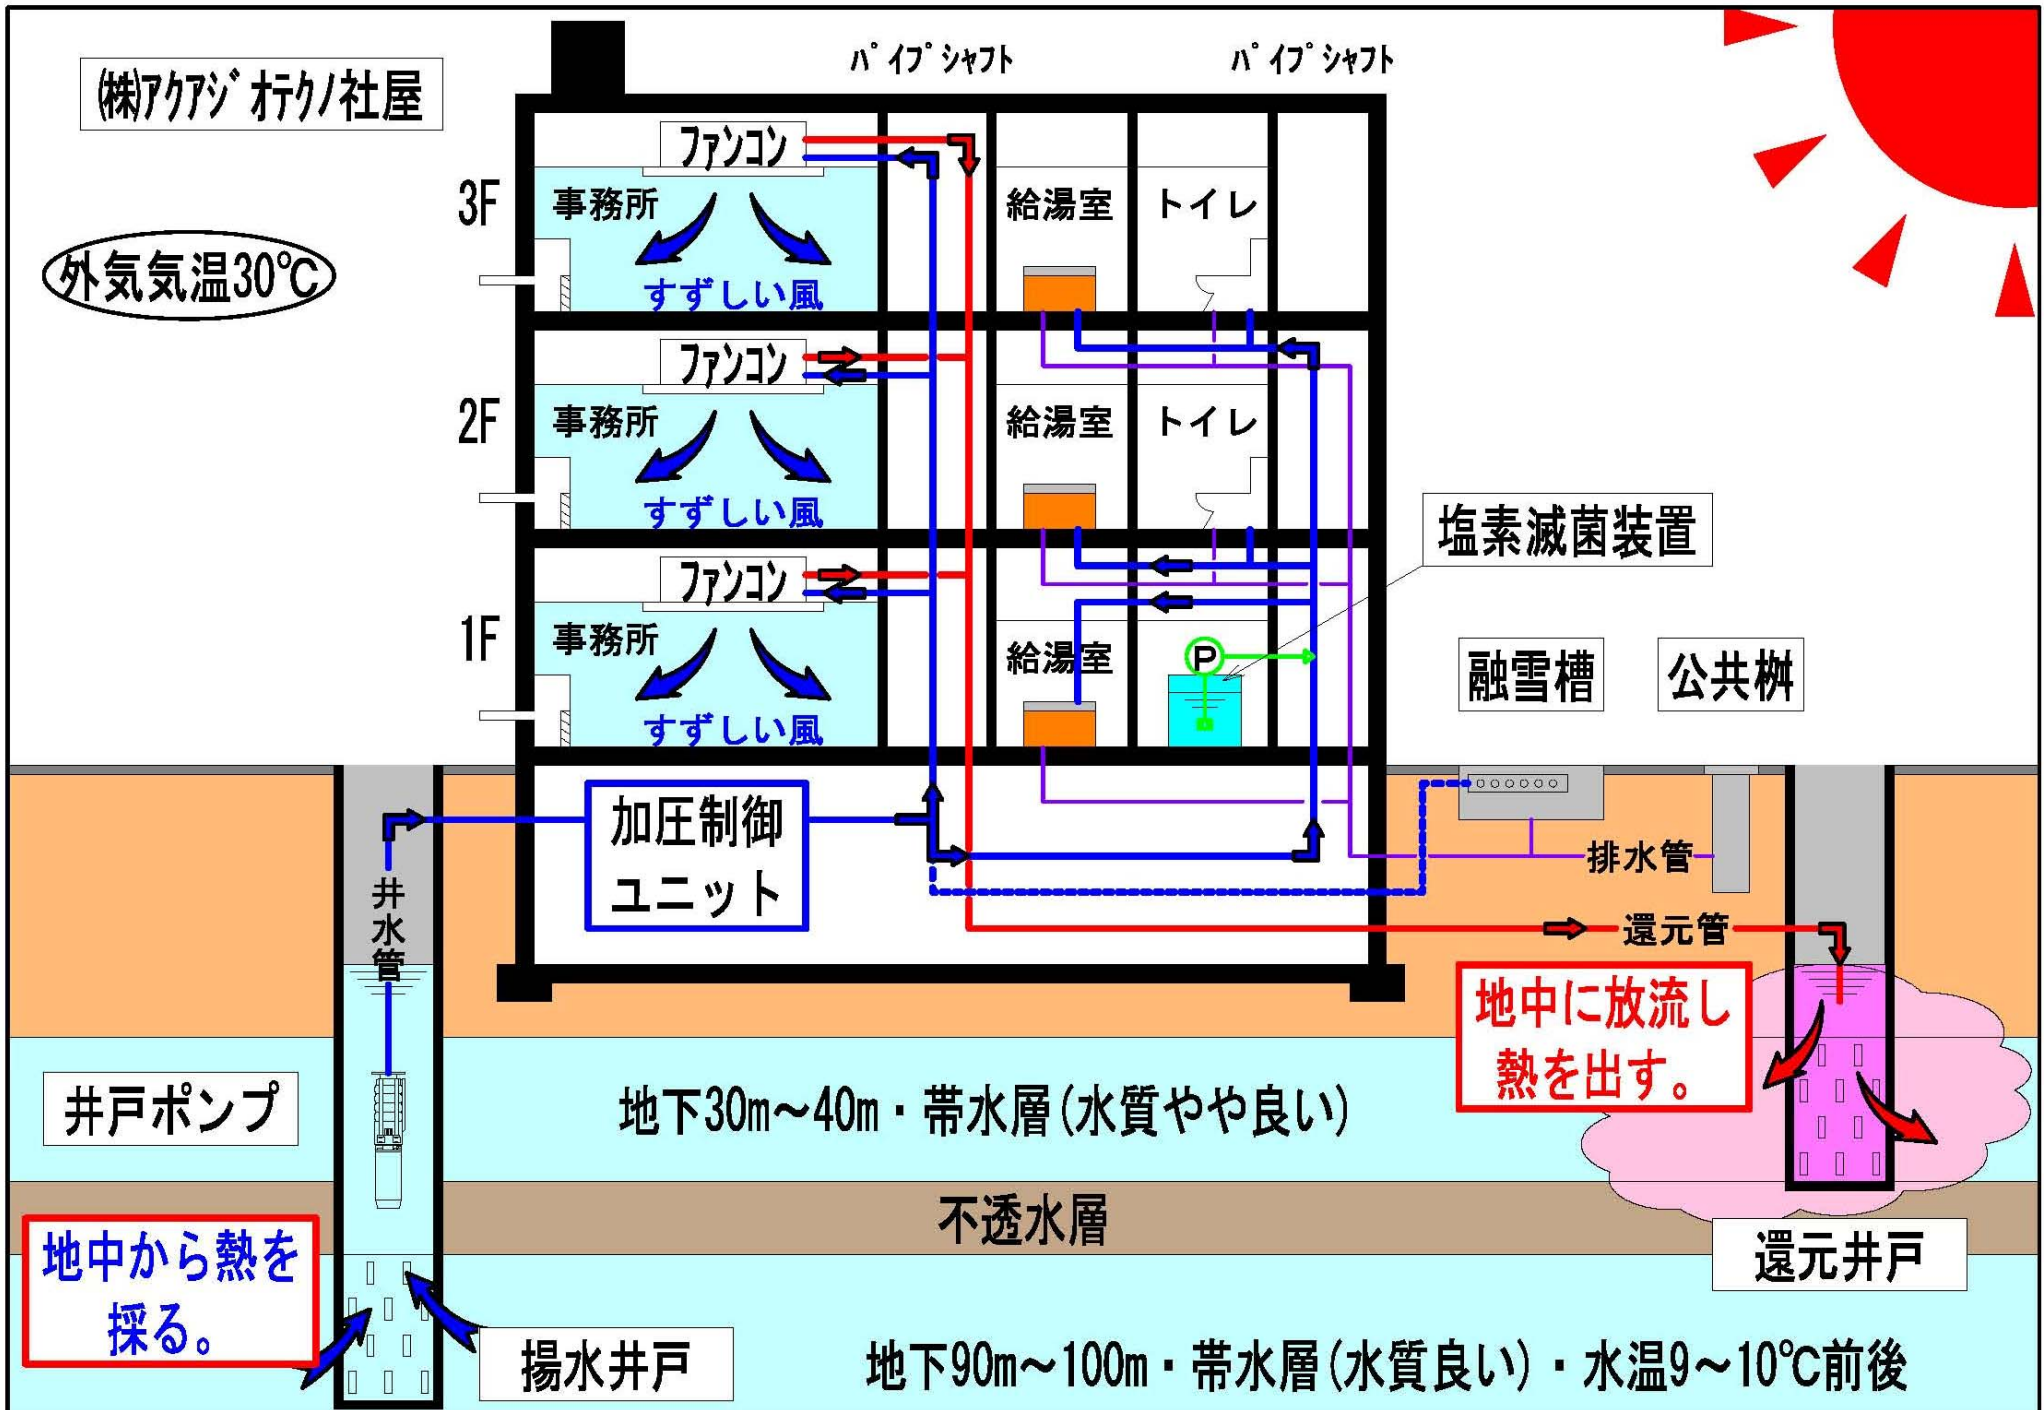 パイプシャフト
パイプシャフト
㈱アクアジオテクノ社屋
外気気温30℃
3F
ファンコン
事務所
すずしい風
給湯室
トイレ
2F
ファンコン
事務所
すずしい風
給湯室
トイレ
1F
ファンコン
事務所
すずしい風
給湯室
P
塩素滅菌装置
融雪槽
公共桝
加圧制御
ユニット
井水管
排水管
還元管
地中に放流し
熱を出す。
井戸ポンプ
地下30m～40m・帯水層(水質やや良い)
不透水層
地中から熱を
採る。
揚水井戸
還元井戸
地下90m～100m・帯水層(水質良い)・水温9～10℃前後